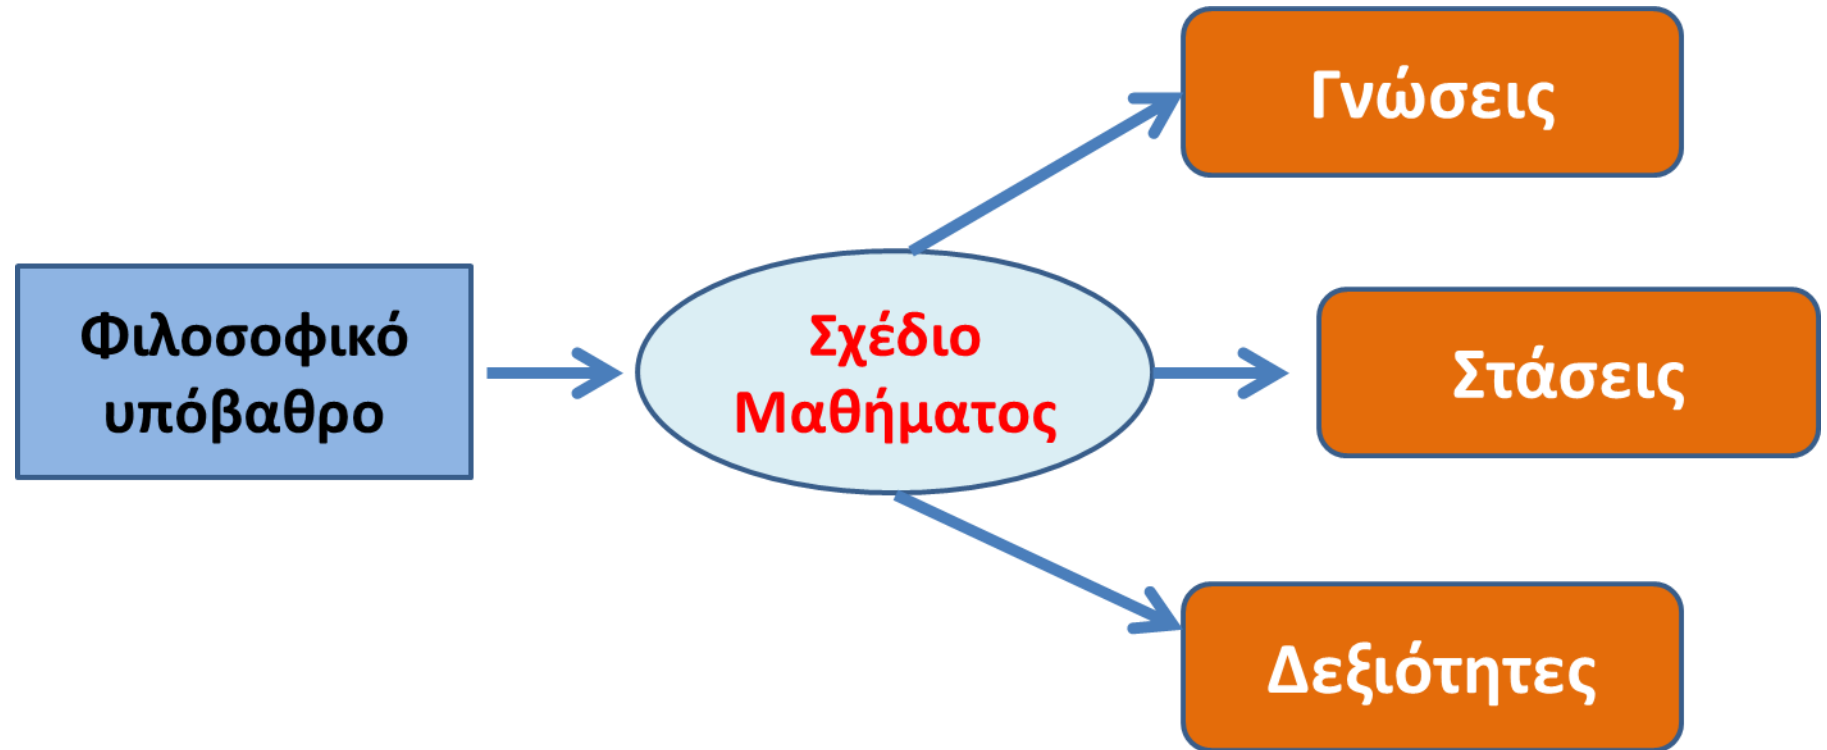 Φιλοσοφικό
υπόβαθρο
Σχέδιο
Μαθήματος
Γνώσεις
Στάσεις
Δεξιότητες